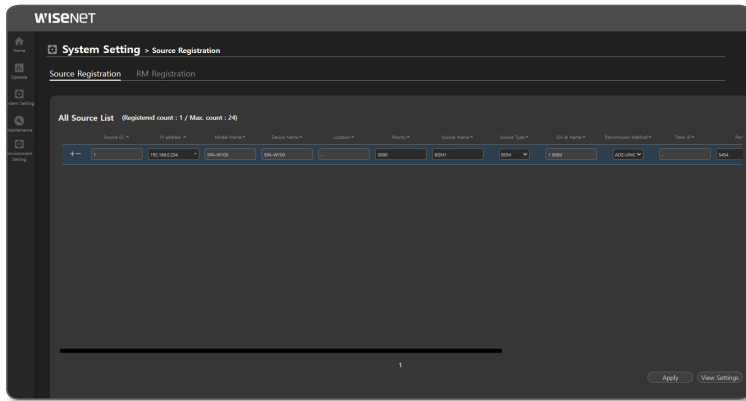 WISENET
Home
System Setting > Source Registration
Operate
Source Registration RM Registration
Alarm Setting
All Source List (Registered count : 1 / Max. count : 24)
Maintenance
Source ID IP address Model Name Device Name Location Priority Source Name Source Type CH & Name Transmission Method Trans IP
Environment
Setting
+ − 1 192.168.0.204 SPA-W100 SPA-W100 - 3000 BGM1 BGM 1 BGM AOE-UNIC - 5454
1
Apply View Settings